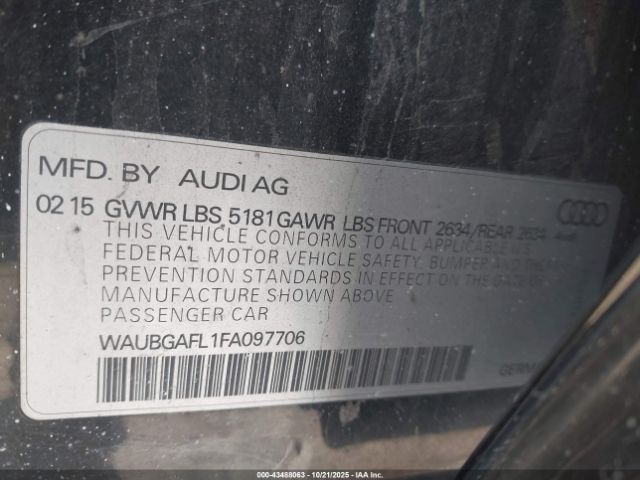 MFD. BY AUDI AG
02 15 GVWR LBS 5181 GAWR LBS FRONT 2634/REAR 2634 Audi
THIS VEHICLE CONFORMS TO ALL APPLICABLE U.S.
FEDERAL MOTOR VEHICLE SAFETY, BUMPER AND THEFT
PREVENTION STANDARDS IN EFFECT ON THE DATE OF
MANUFACTURE SHOWN ABOVE
PASSENGER CAR
WAUBGAFL1FA097706
GERM
000-43488063 | 10/21/2025 | IAA, Inc.